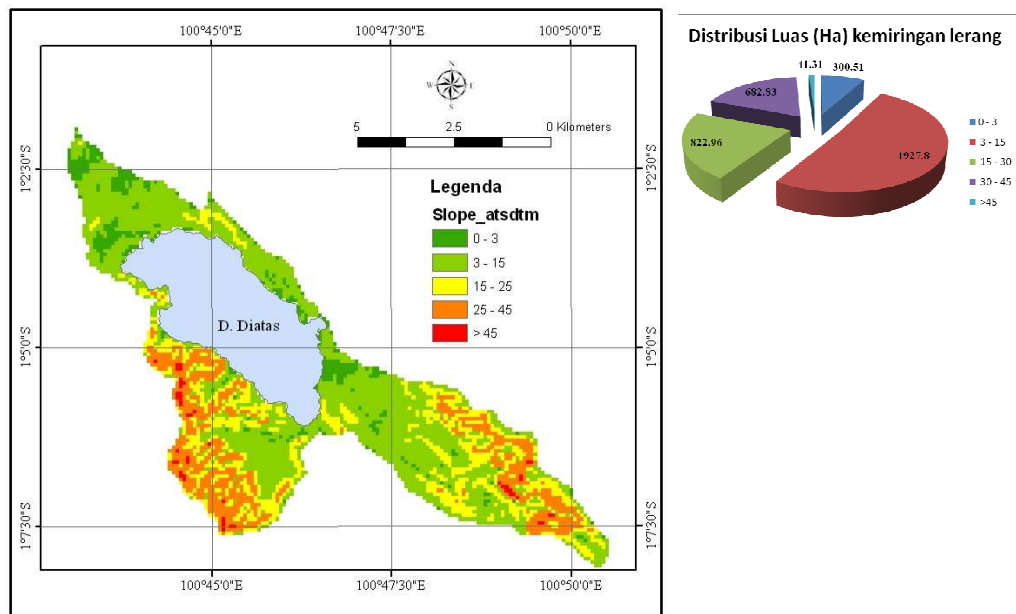 100°45'0"E 100°47'30"E 100°50'0"E
N
W E
S
5 2.5 0 Kilometers
1°2'30"S 1°2'30"S
Legenda
Slope_atsdtm
0 - 3
3 - 15
15 - 25
25 - 45
> 45
D. Diatas
1°5'0"S 1°5'0"S
1°7'30"S 1°7'30"S
100°45'0"E 100°47'30"E 100°50'0"E
Distribusi Luas (Ha) kemiringan lerang
11.31 300.51
682.83
822.96
1927.8
0 - 3
3 - 15
15 - 30
30 - 45
>45